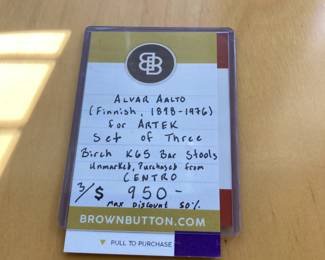 BB
ALVAR AALTO
(Finnish, 1898-1976)
for ARTEK
Set of Three
Birch K65 Bar Stools
Unmarked, Purchased from
CENTRO
3/$ 950-
MAX DISCOUNT 50%
BROWNBUTTON.COM
▼ PULL TO PURCHASE